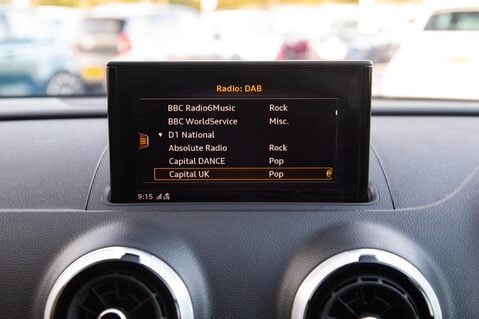 Radio: DAB
BBC Radio6Music Rock
BBC WorldService Misc.
D1 National
Absolute Radio Rock
Capital DANCE Pop
Capital UK Pop
9:15